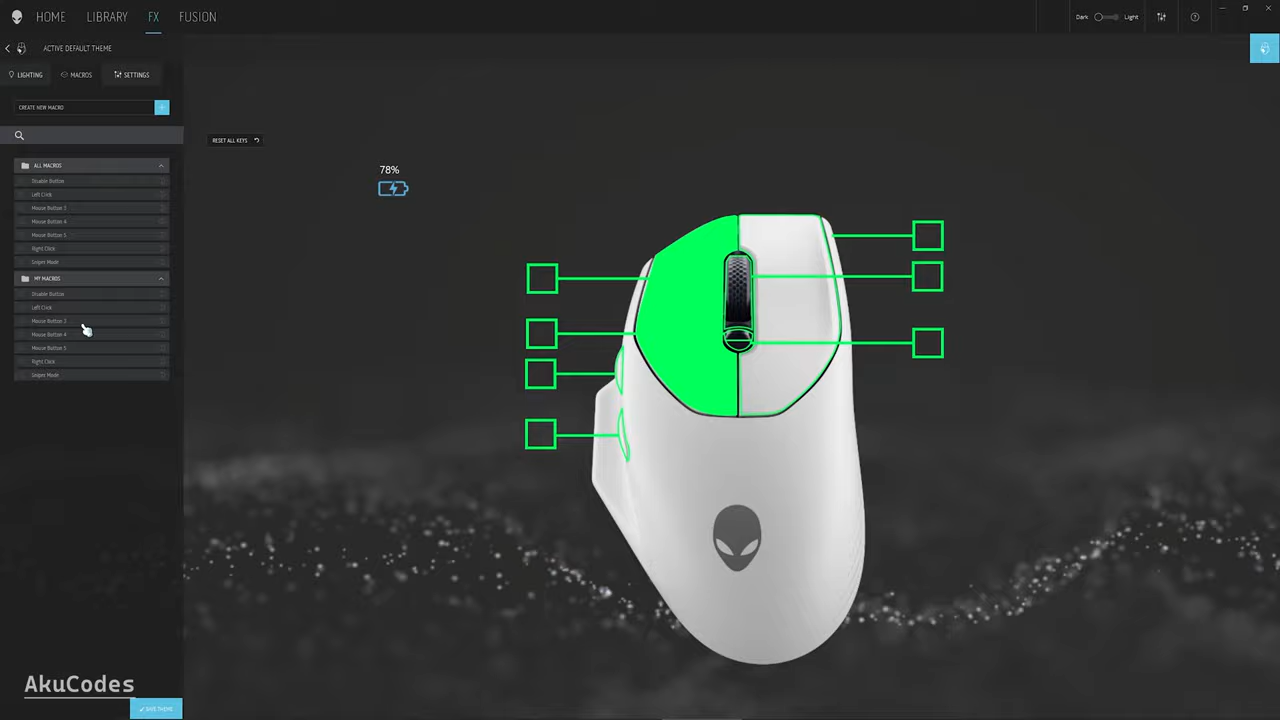 HOME LIBRARY FX FUSION Dark Light
ACTIVE DEFAULT THEME
LIGHTING MACROS SETTINGS
CREATE NEW MACRO +
RESET ALL KEYS
ALL MACROS
Disable Button
Left Click
Mouse Button 3
Mouse Button 4
Mouse Button 5
Right Click
Sniper Mode
MY MACROS
Disable Button
Left Click
Mouse Button 3
Mouse Button 4
Mouse Button 5
Right Click
Sniper Mode
78%
AkuCodes
SAVE THEME